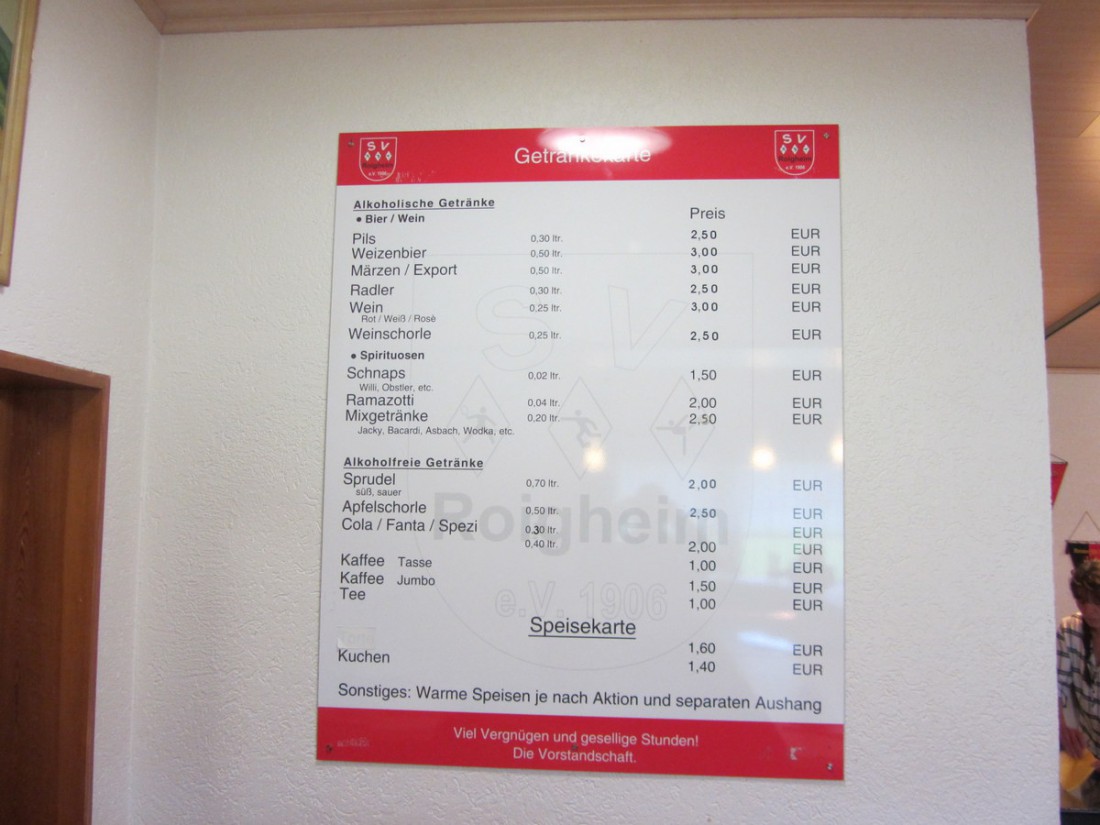 S V
Roigheim
e.V. 1906
Getränkekarte
S V
Roigheim
e.V. 1906
Alkoholische Getränke
• Bier / Wein Preis
Pils 0,30 ltr. 2,50 EUR
Weizenbier 0,50 ltr. 3,00 EUR
Märzen / Export 0,50 ltr. 3,00 EUR
Radler 0,30 ltr. 2,50 EUR
Wein 0,25 ltr. 3,00 EUR
Rot / Weiß / Rosè
Weinschorle 0,25 ltr. 2,50 EUR
• Spirituosen
Schnaps 0,02 ltr. 1,50 EUR
Willi, Obstler, etc.
Ramazotti 0,04 ltr. 2,00 EUR
Mixgetränke 0,20 ltr. 2,50 EUR
Jacky, Bacardi, Asbach, Wodka, etc.
Alkoholfreie Getränke
Sprudel 0,70 ltr. 2,00 EUR
süß, sauer
Apfelschorle 0.50 ltr. 2,50 EUR
Cola / Fanta / Spezi 0,30 ltr. EUR
0,40 ltr. 2,00 EUR
Kaffee Tasse 1,00 EUR
Kaffee Jumbo 1,50 EUR
Tee 1,00 EUR
S V
Roigheim
e.V. 1906
Speisekarte
1,60 EUR
Kuchen 1,40 EUR
Sonstiges: Warme Speisen je nach Aktion und separaten Aushang
Viel Vergnügen und gesellige Stunden!
Die Vorstandschaft.